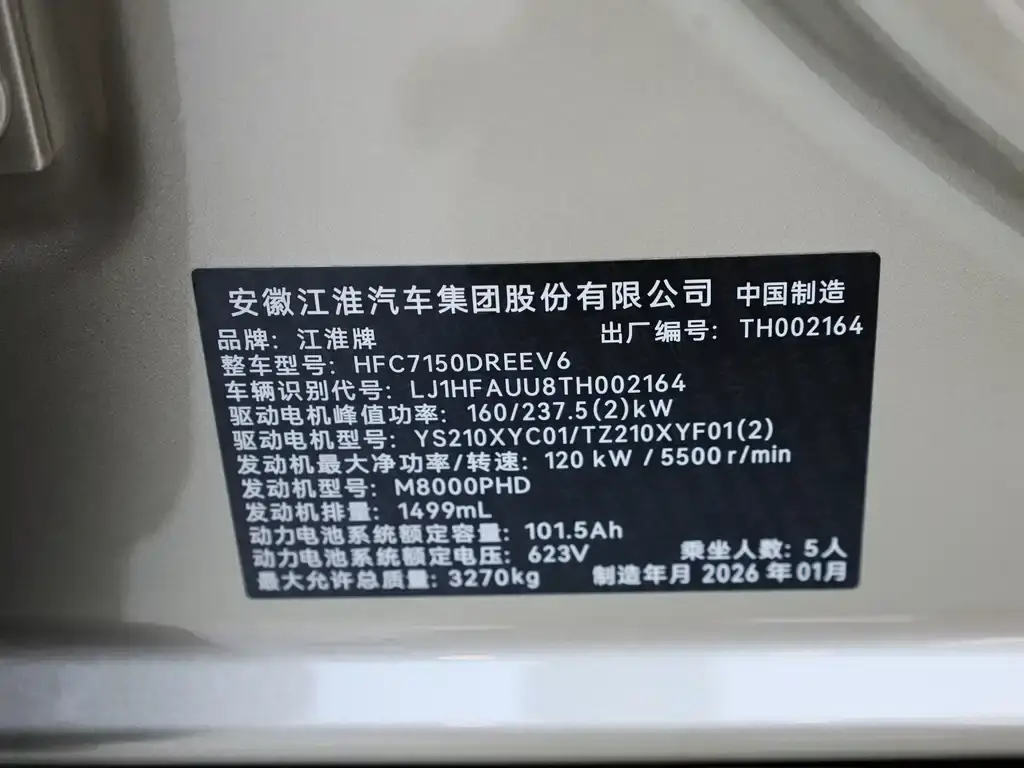 安徽江淮汽车集团股份有限公司 中国制造
品牌: 江淮牌 出厂编号: TH002164
整车型号: HFC7150DREEV6
车辆识别代号: LJ1HFAUU8TH002164
驱动电机峰值功率: 160/237.5(2)kW
驱动电机型号: YS210XYC01/TZ210XYF01(2)
发动机最大净功率/转速: 120 kW / 5500 r/min
发动机型号: M8000PHD
发动机排量: 1499mL
动力电池系统额定容量: 101.5Ah
动力电池系统额定电压: 623V 乘坐人数: 5人
最大允许总质量: 3270kg 制造年月 2026 年 01月